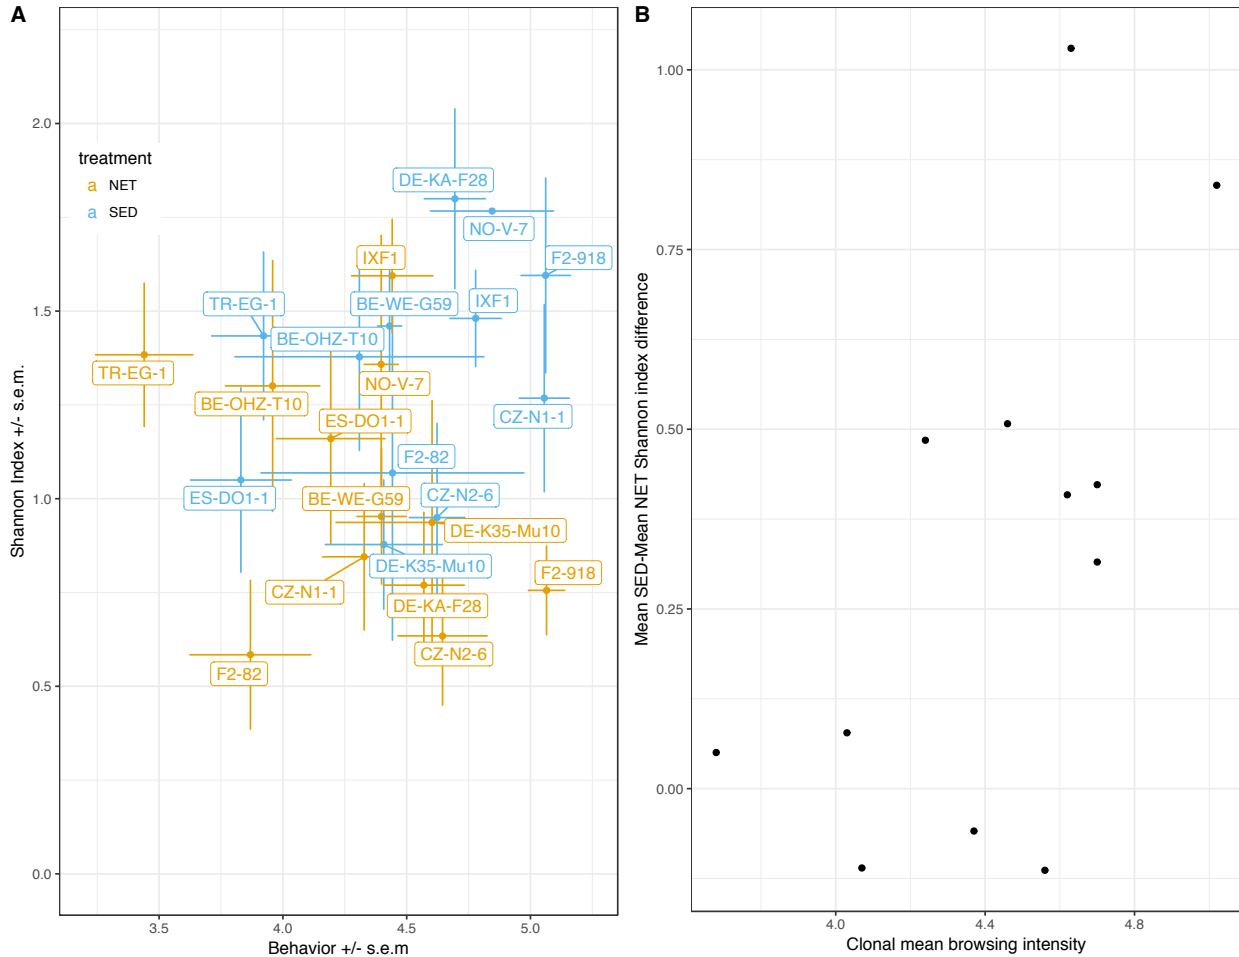 A
Shannon Index +/- s.e.m.
2.0
1.5
1.0
0.5
0.0
treatment
a NET
a SED
DE-KA-F28
NO-V-7
IXF1
F2-918
TR-EG-1
BE-WE-G59
IXF1
BE-OHZ-T10
TR-EG-1
NO-V-7
BE-OHZ-T10
ES-DO1-1
CZ-N1-1
F2-82
ES-DO1-1
BE-WE-G59
CZ-N2-6
DE-K35-Mu10
DE-K35-Mu10
F2-918
CZ-N1-1
DE-KA-F28
CZ-N2-6
F2-82
3.5 4.0 4.5 5.0
Behavior +/- s.e.m
B
Mean SED-Mean NET Shannon index difference
1.00
0.75
0.50
0.25
0.00
4.0 4.4 4.8
Clonal mean browsing intensity